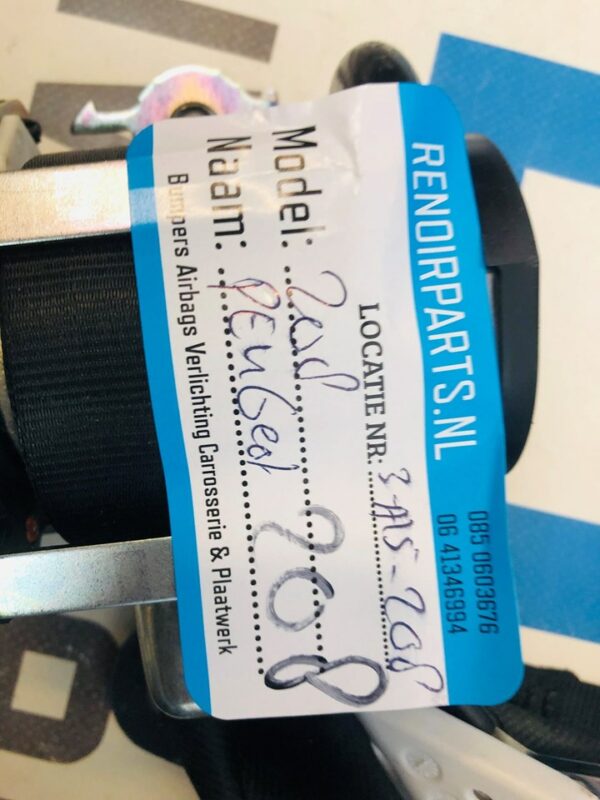 RENOIRPARTS.NL
085 0603676
06 41346994
LOCATIE NR: 3-A15-208
Model: 208
Naam: PEUGeot 208
Bumpers Airbags Verlichting Carrosserie & Plaatwerk